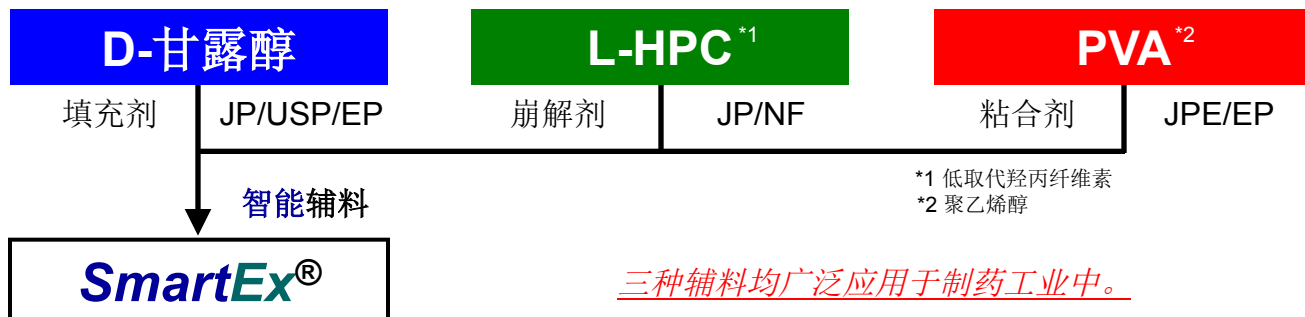 D-甘露醇 L-HPC*1 PVA*2
填充剂 JP/USP/EP 崩解剂 JP/NF 粘合剂 JPE/EP
*1 低取代羟丙纤维素
*2 聚乙烯醇
智能辅料
SmartEx®
三种辅料均广泛应用于制药工业中。